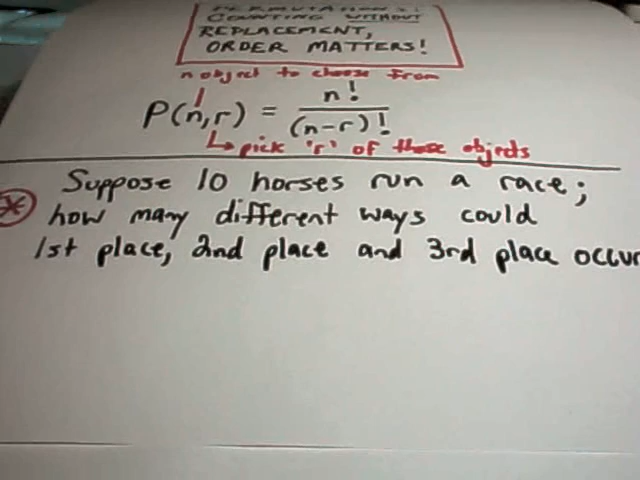 PERMUTATIONS:
COUNTING WITHOUT
REPLACEMENT,
ORDER MATTERS!
n object to choose from
P(n,r) = n! / (n-r)!
pick 'r' of those objects
Suppose 10 horses run a race;
how many different ways could
1st place, 2nd place and 3rd place occur